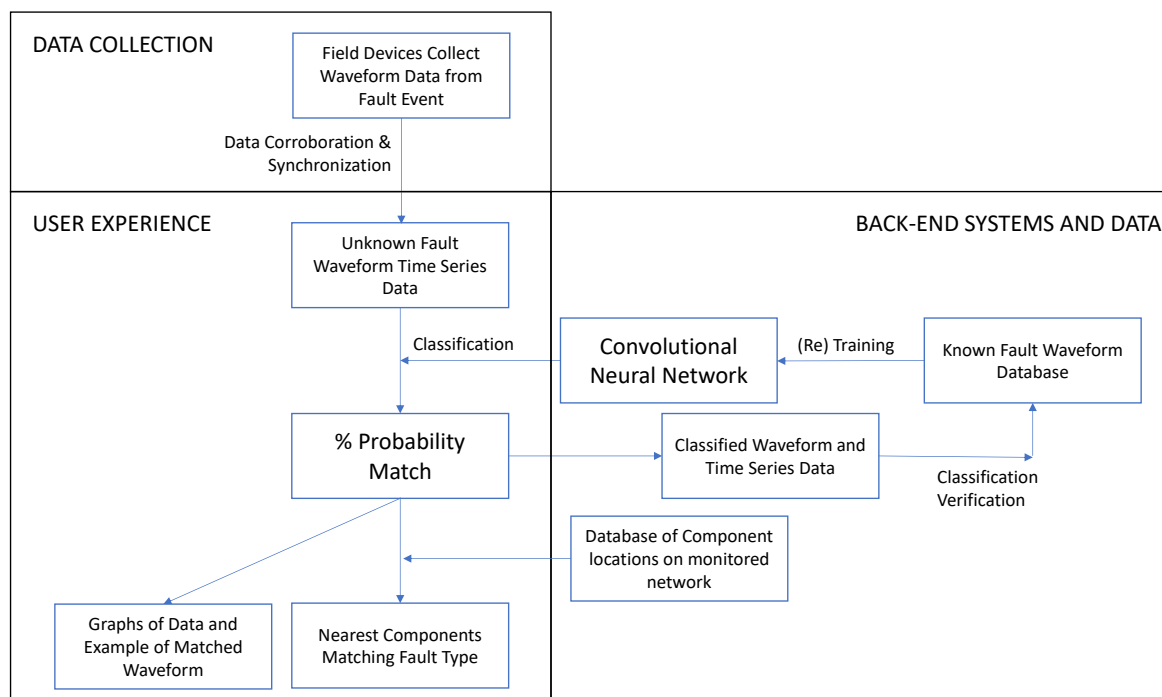 DATA COLLECTION
Field Devices Collect
Waveform Data from
Fault Event
Data Corroboration &
Synchronization
USER EXPERIENCE
BACK-END SYSTEMS AND DATA
Unknown Fault
Waveform Time Series
Data
Classification
Convolutional
Neural Network
(Re) Training
Known Fault Waveform
Database
% Probability
Match
Classified Waveform and
Time Series Data
Classification
Verification
Database of Component
locations on monitored
network
Graphs of Data and
Example of Matched
Waveform
Nearest Components
Matching Fault Type